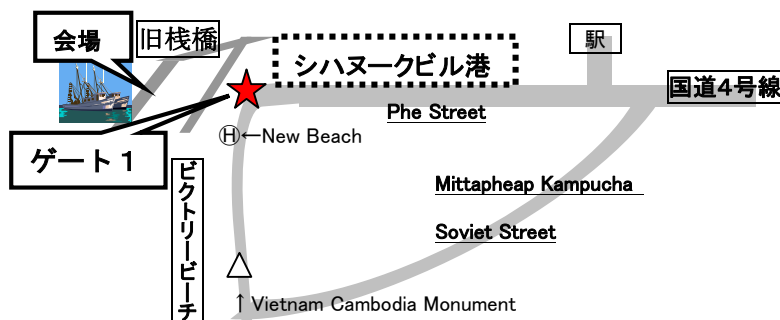 会場
旧桟橋
シハヌークビル港
駅
国道4号線
Phe Street
Ⓗ←New Beach
ゲート１
Mittapheap Kampucha
ビクトリービーチ
Soviet Street
↑Vietnam Cambodia Monument